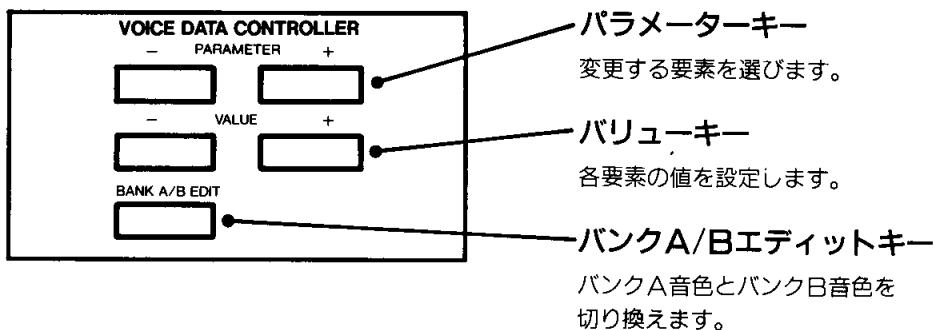 VOICE DATA CONTROLLER
− PARAMETER +
− VALUE +
BANK A/B EDIT
パラメーターキー
変更する要素を選びます。
バリューキー
各要素の値を設定します。
バンクA/Bエディットキー
バンクA音色とバンクB音色を
切り換えます。